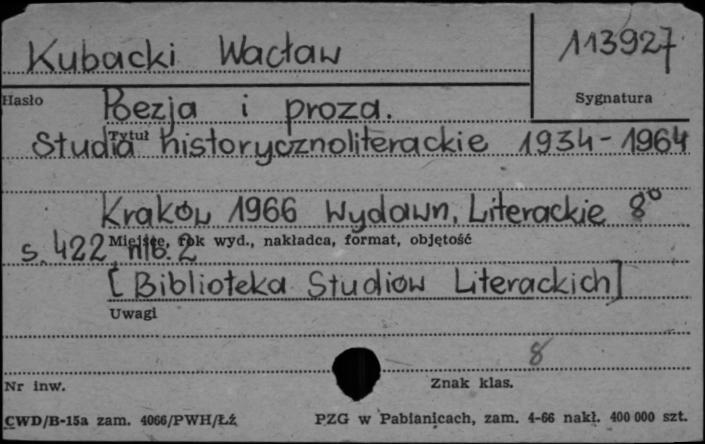 Kubacki Wacław
113927
Hasło
Sygnatura
Poezja i proza.
Tytuł
Studia historycznoliterackie 1934-1964
Kraków 1966 Wydawn. Literackie 8°
Miejsce, rok wyd., nakładca, format, objętość
s. 422, nlb. 2
[Biblioteka Studiów Literackich]
Uwagi
8
Nr inw.
Znak klas.
CWD/B-15a zam. 4066/PWH/Łź
PZG w Pabianicach, zam. 4-66 nakł. 400 000 szt.